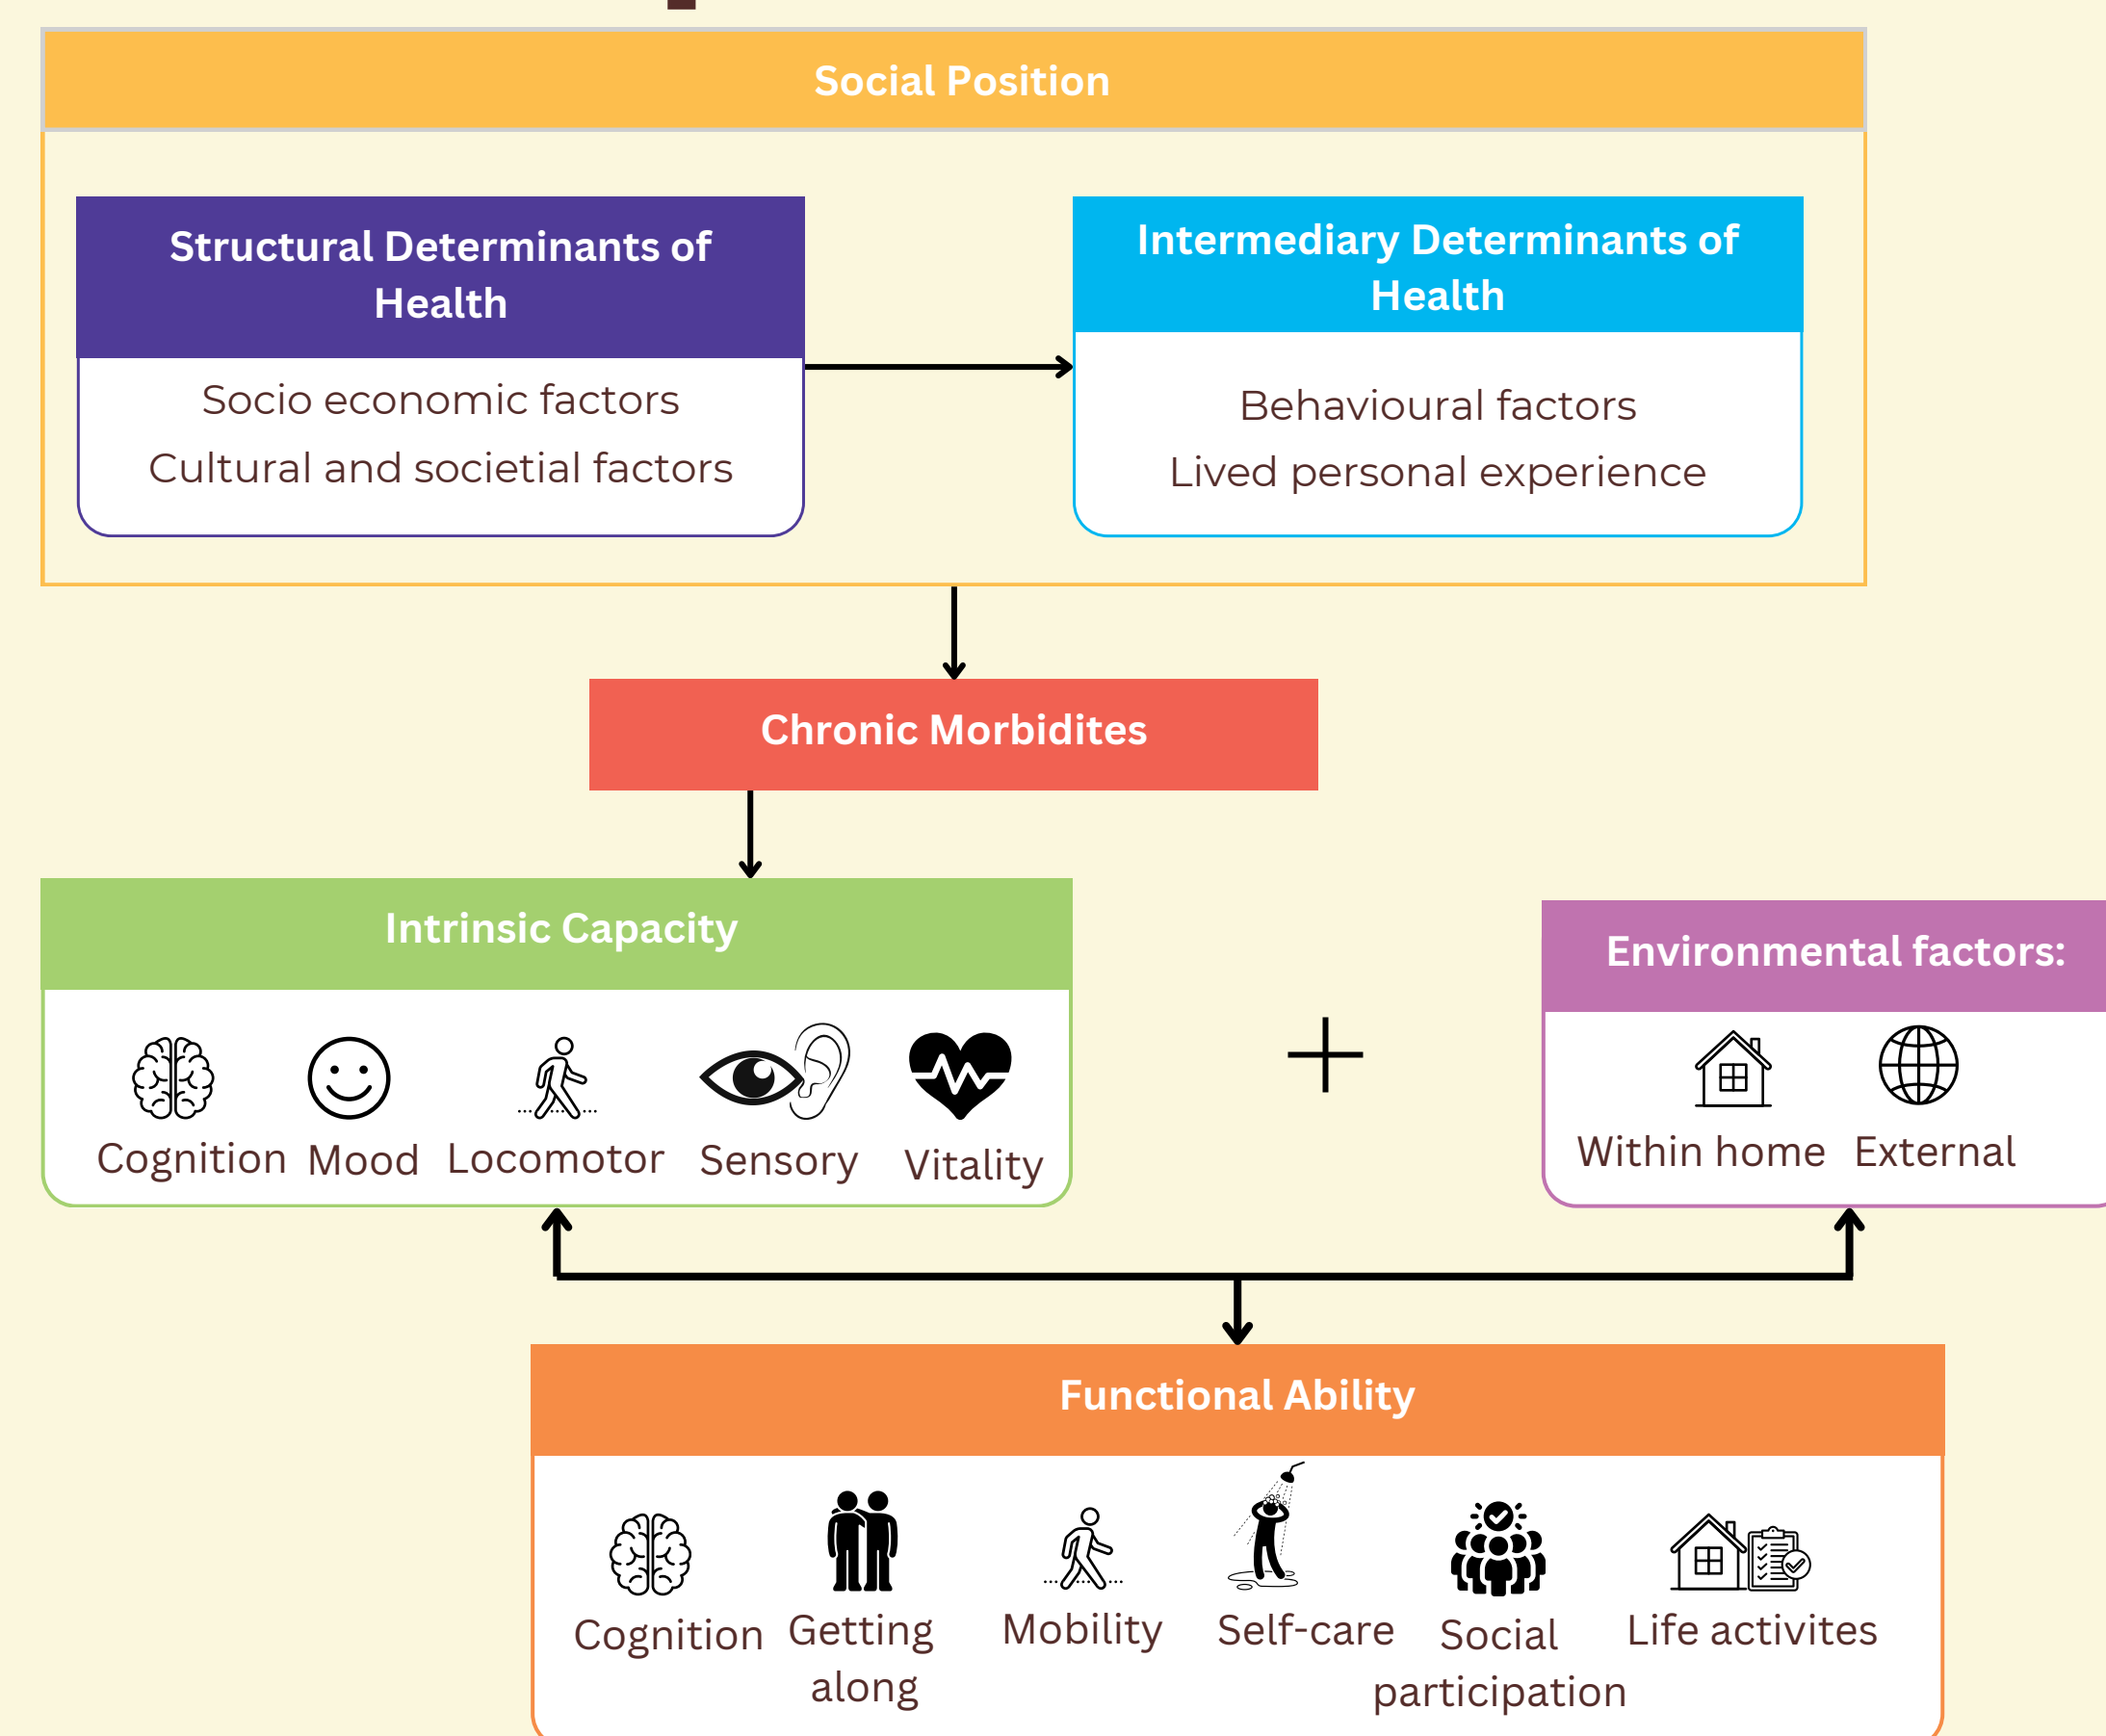 Social Position
Structural Determinants of
Health
Socio economic factors
Cultural and societial factors
Intermediary Determinants of
Health
Behavioural factors
Lived personal experience
Chronic Morbidites
Intrinsic Capacity
Cognition
Mood
Locomotor
Sensory
Vitality
Environmental factors:
Within home
External
Functional Ability
Cognition
Getting
along
Mobility
Self-care
Social
participation
Life activites